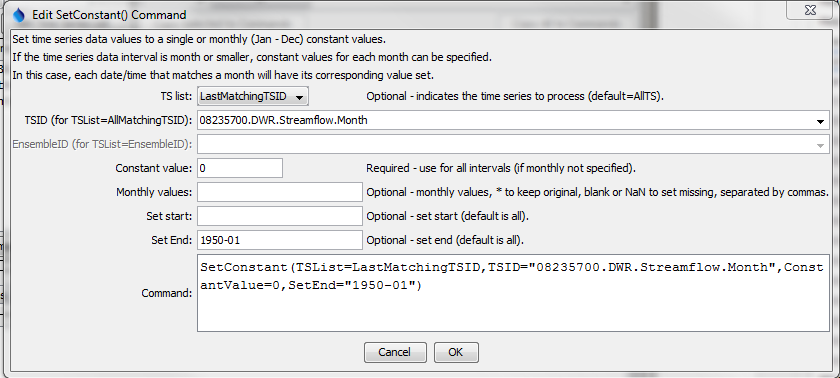 Edit SetConstant() Command
Set time series data values to a single or monthly (Jan - Dec) constant values.
If the time series data interval is month or smaller, constant values for each month can be specified.
In this case, each date/time that matches a month will have its corresponding value set.
TS list: LastMatchingTSID Optional - indicates the time series to process (default=AllTS).
TSID (for TSList=AllMatchingTSID): 08235700.DWR.Streamflow.Month
EnsembleID (for TSList=EnsembleID):
Constant value: 0 Required - use for all intervals (if monthly not specified).
Monthly values: Optional - monthly values, * to keep original, blank or NaN to set missing, separated by commas.
Set start: Optional - set start (default is all).
Set End: 1950-01 Optional - set end (default is all).
Command: SetConstant(TSList=LastMatchingTSID,TSID="08235700.DWR.Streamflow.Month",Const
antValue=0,SetEnd="1950-01")
Cancel OK